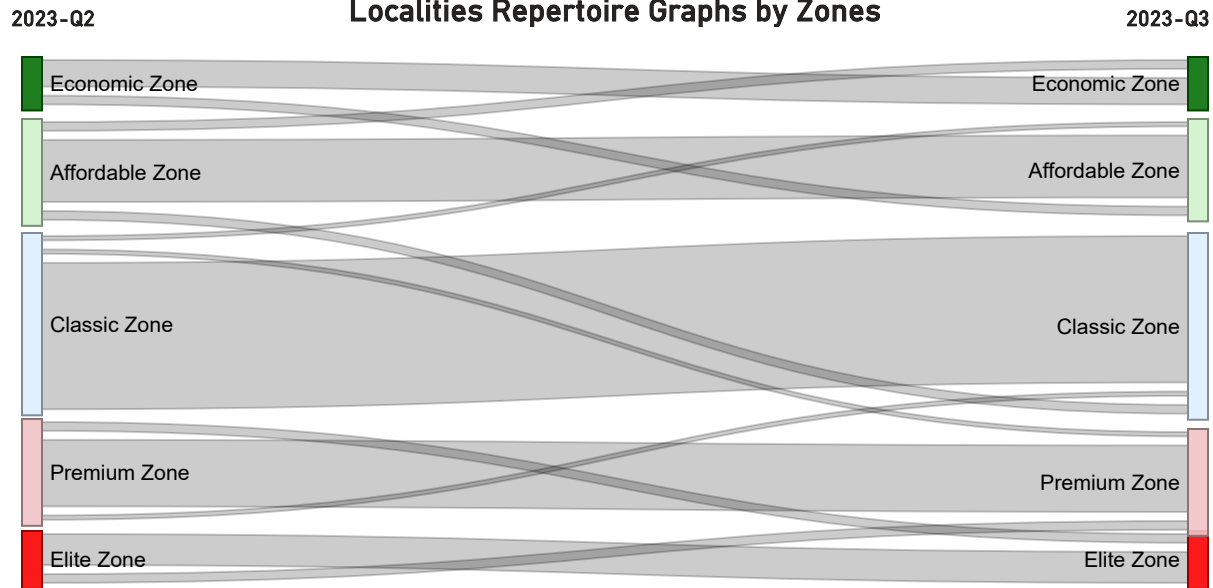 Localities Repertoire Graphs by Zones
2023-Q2
2023-Q3
Economic Zone
Economic Zone
Affordable Zone
Affordable Zone
Classic Zone
Classic Zone
Premium Zone
Premium Zone
Elite Zone
Elite Zone